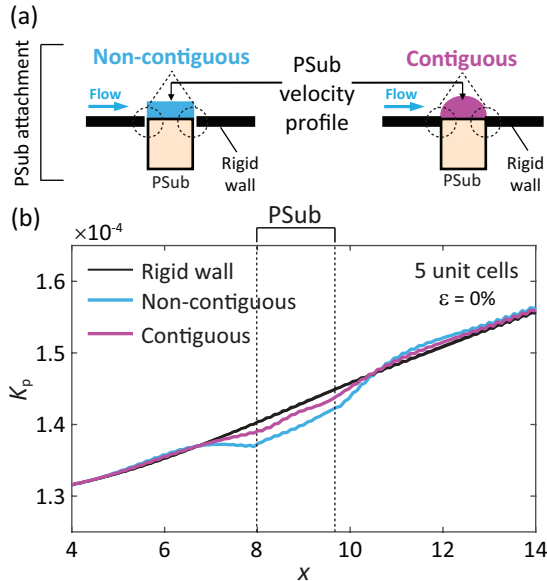 (a)
PSub attachment
Non-contiguous
Flow
PSub
Rigid
wall
PSub
velocity
profile
Contiguous
Flow
PSub
Rigid
wall
(b)
×10⁻⁴
PSub
Rigid wall
Non-contiguous
Contiguous
5 unit cells
ε = 0%
Kₚ
1.6
1.5
1.4
1.3
4
6
8
10
12
14
x